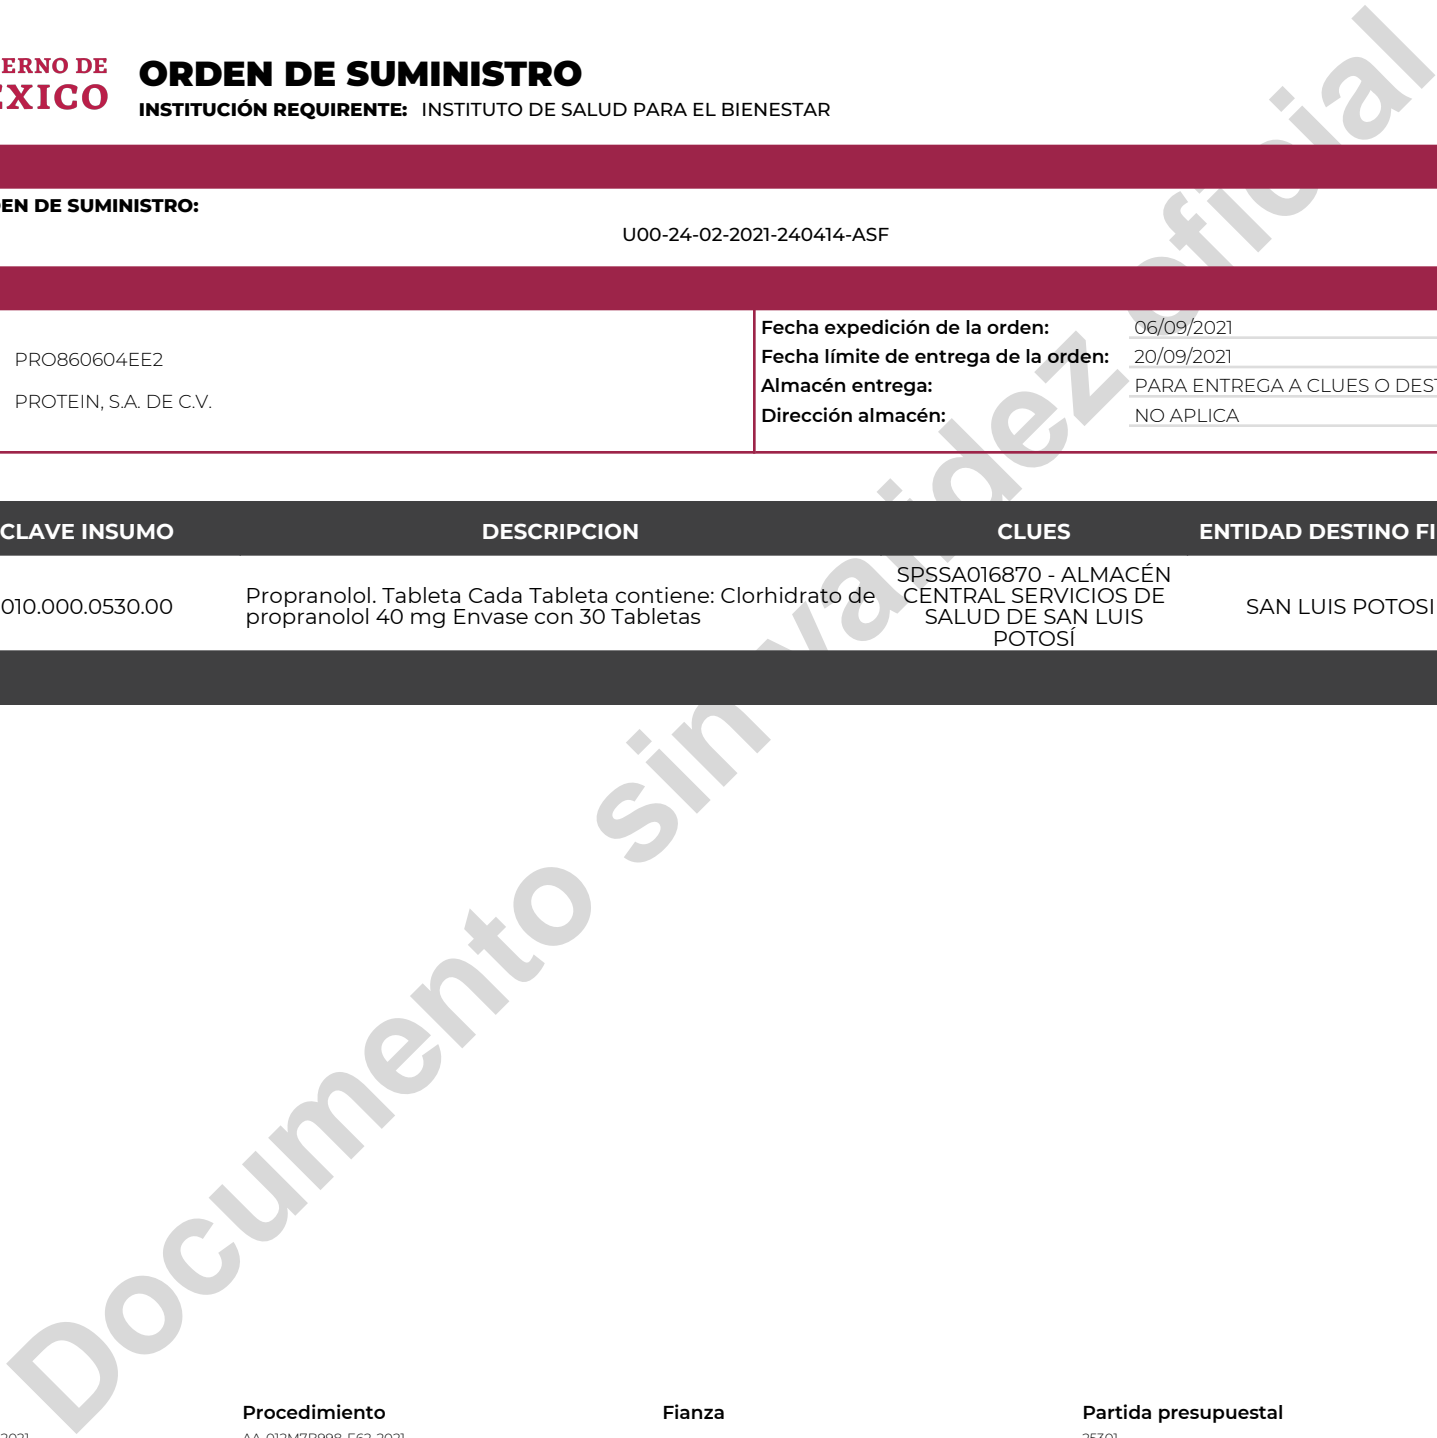 ERNO DE
EXICO
ORDEN DE SUMINISTRO
INSTITUCIÓN REQUIRENTE: INSTITUTO DE SALUD PARA EL BIENESTAR
EN DE SUMINISTRO:
U00-24-02-2021-240414-ASF
PRO860604EE2
PROTEIN, S.A. DE C.V.
Fecha expedición de la orden: 06/09/2021
Fecha límite de entrega de la orden: 20/09/2021
Almacén entrega: PARA ENTREGA A CLUES O DEST
Dirección almacén: NO APLICA
CLAVE INSUMO DESCRIPCION CLUES ENTIDAD DESTINO FI
010.000.0530.00
Propranolol. Tableta Cada Tableta contiene: Clorhidrato de
propranolol 40 mg Envase con 30 Tabletas
SPSSA016870 - ALMACÉN
CENTRAL SERVICIOS DE
SALUD DE SAN LUIS
POTOSÍ
SAN LUIS POTOSI
Documento sin validez oficial
Procedimiento Fianza Partida presupuestal